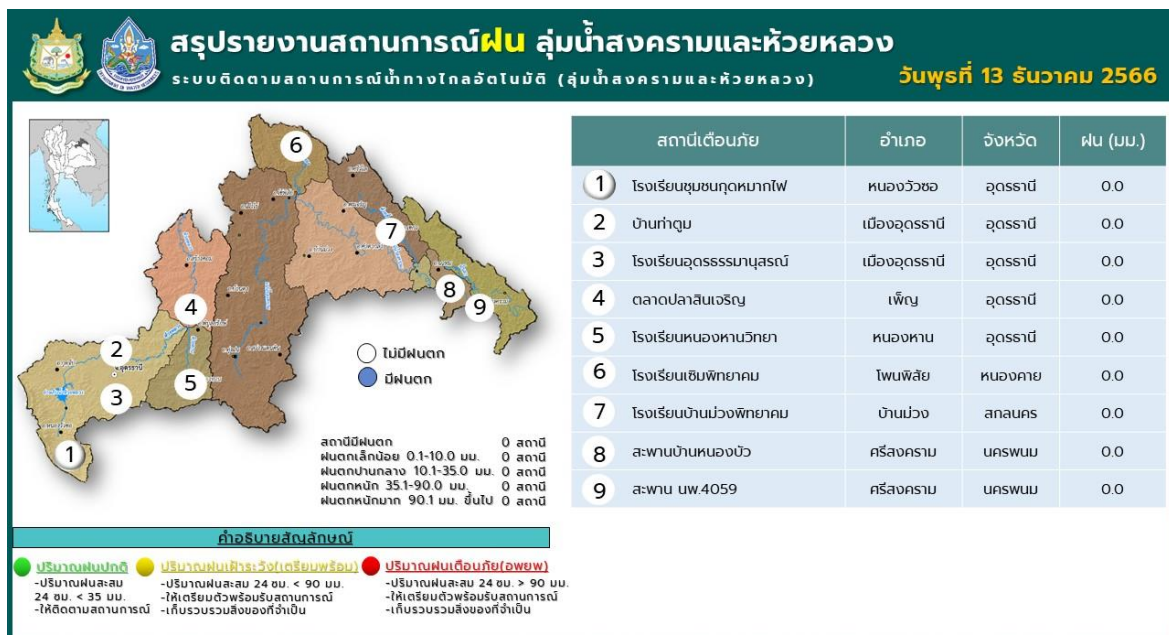 สรุปรายงานสถานการณ์ฝน ลุ่มน้ำสงครามและห้วยหลวง
ระบบติดตามสถานการณ์น้ำทางไกลอัตโนมัติ (ลุ่มน้ำสงครามและห้วยหลวง)
วันพุธที่ 13 ธันวาคม 2566
6
7
8
9
4
2
อ.อุดรธานี
5
3
1
ไม่มีฝนตก
มีฝนตก
สถานีมีฝนตก 0 สถานี
ฝนตกเล็กน้อย 0.1-10.0 มม. 0 สถานี
ฝนตกปานกลาง 10.1-35.0 มม. 0 สถานี
ฝนตกหนัก 35.1-90.0 มม. 0 สถานี
ฝนตกหนักมาก 90.1 มม. ขึ้นไป 0 สถานี
สถานีเตือนภัย อำเภอ จังหวัด ฝน (มม.)
1 โรงเรียนชุมชนกุดหมากไฟ หนองวัวซอ อุดรธานี 0.0
2 บ้านท่าตูม เมืองอุดรธานี อุดรธานี 0.0
3 โรงเรียนอุดรธรรมานุสรณ์ เมืองอุดรธานี อุดรธานี 0.0
4 ตลาดปลาสินเจริญ เพ็ญ อุดรธานี 0.0
5 โรงเรียนหนองหานวิทยา หนองหาน อุดรธานี 0.0
6 โรงเรียนเซิมพิทยาคม โพนพิสัย หนองคาย 0.0
7 โรงเรียนบ้านม่วงพิทยาคม บ้านม่วง สกลนคร 0.0
8 สะพานบ้านหนองบัว ศรีสงคราม นครพนม 0.0
9 สะพาน นพ.4059 ศรีสงคราม นครพนม 0.0
คำอธิบายสัญลักษณ์
ปริมาณฝนปกติ
-ปริมาณฝนสะสม
24 ชม. < 35 มม.
-ให้ติดตามสถานการณ์
ปริมาณฝนเฝ้าระวัง(เตรียมพร้อม)
-ปริมาณฝนสะสม 24 ชม. < 90 มม.
-ให้เตรียมตัวพร้อมรับสถานการณ์
-เก็บรวบรวมสิ่งของที่จำเป็น
ปริมาณฝนเตือนภัย(อพยพ)
-ปริมาณฝนสะสม 24 ชม. > 90 มม.
-ให้เตรียมตัวพร้อมรับสถานการณ์
-เก็บรวบรวมสิ่งของที่จำเป็น